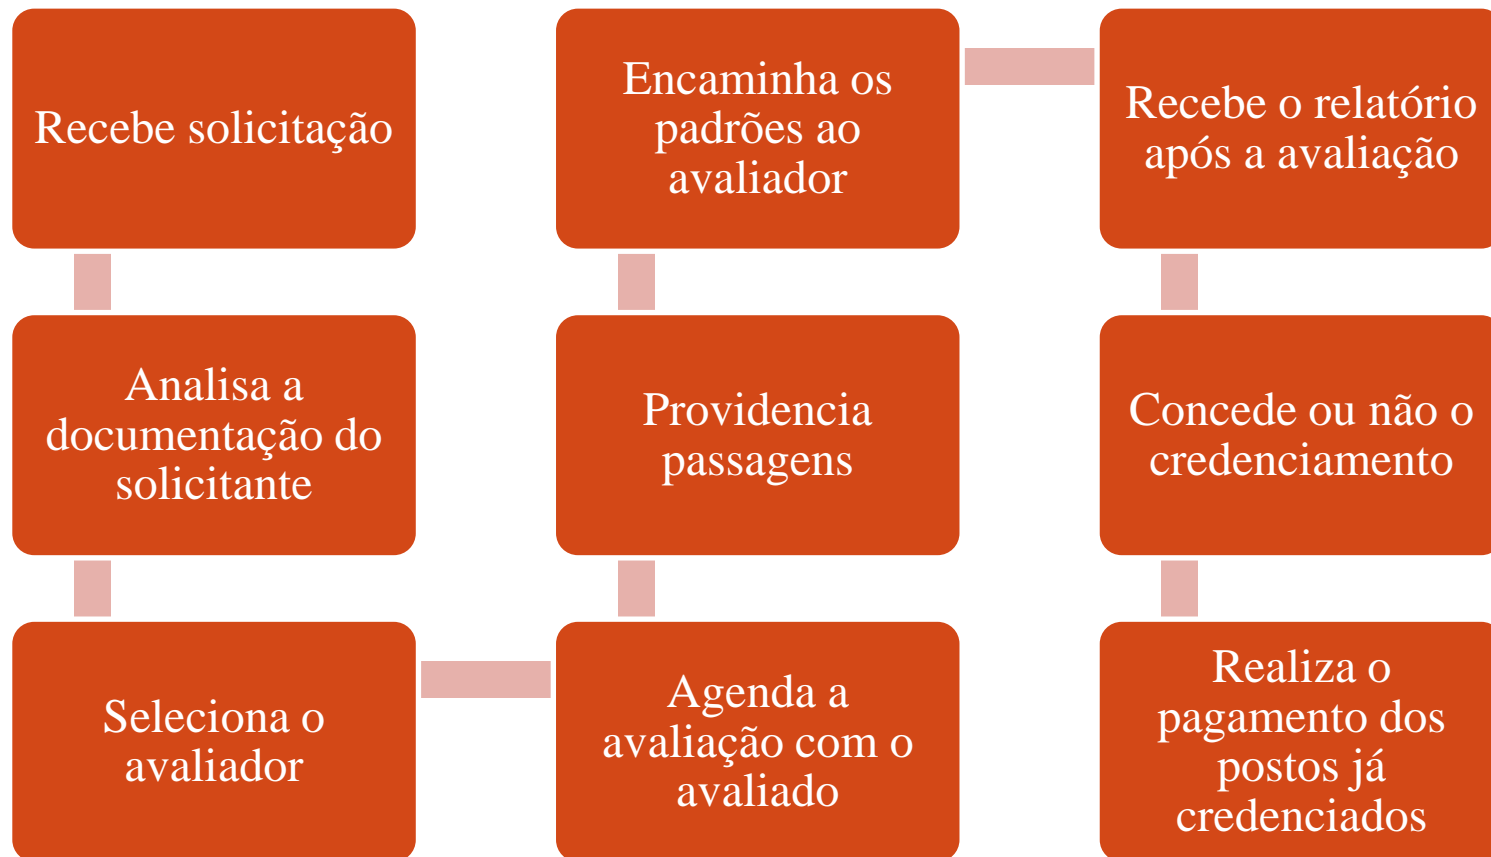 Recebe solicitação
Analisa a
documentação do
solicitante
Seleciona o
avaliador
Agenda a
avaliação com o
avaliado
Providencia
passagens
Encaminha os
padrões ao
avaliador
Recebe o relatório
após a avaliação
Concede ou não o
credenciamento
Realiza o
pagamento dos
postos já
credenciados